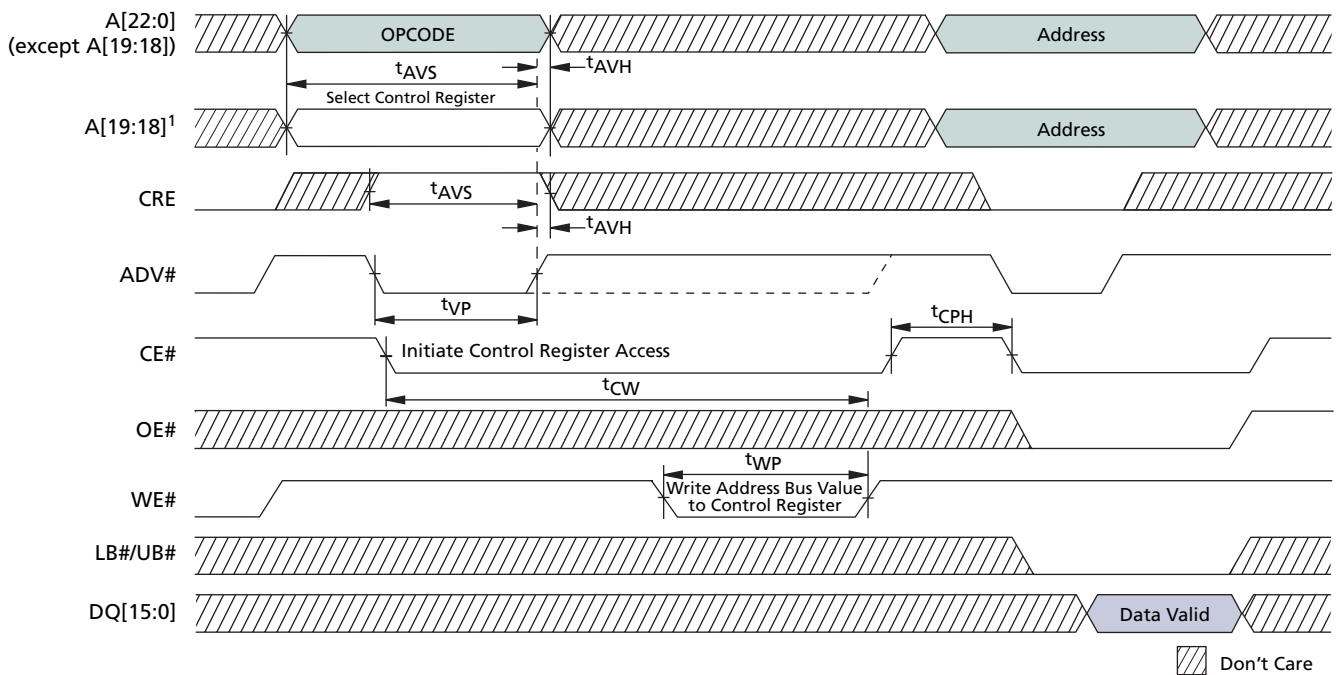 A[22:0]
(except A[19:18])
OPCODE
Address
tAVS
tAVH
Select Control Register
A[19:18]1
Address
CRE
tAVS
tAVH
ADV#
tVP
tCPH
CE#
Initiate Control Register Access
tCW
OE#
tWP
WE#
Write Address Bus Value
to Control Register
LB#/UB#
DQ[15:0]
Data Valid
Don't Care